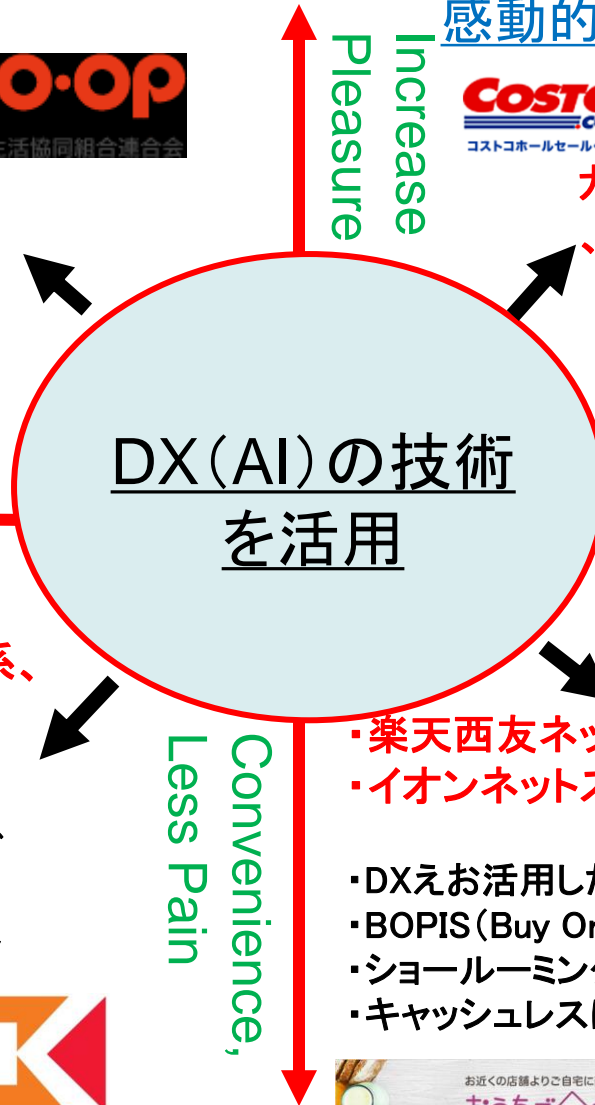 感動的
Increase
Pleasure
CO・OP
生活協同組合連合会
COSTCO
コストコホールセール
DX(AI)の技術
を活用
Convenience,
Less Pain
・楽天西友ネッ
・イオンネット
・DXえお活用し
・BOPIS(Buy
・ショールーミン
・キャッシュレス
お近くの店舗よりご自宅に